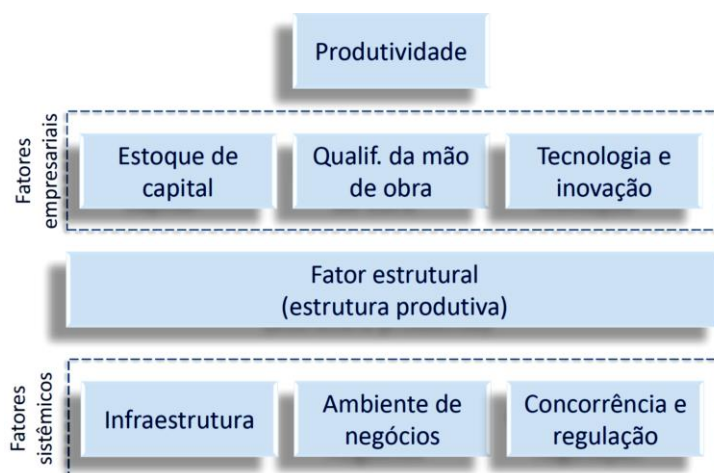 Produtividade
Fatores
empresariais
Estoque de
capital
Qualif. da mão
de obra
Tecnologia e
inovação
Fator estrutural
(estrutura produtiva)
Fatores
sistêmicos
Infraestrutura
Ambiente de
negócios
Concorrência e
regulação